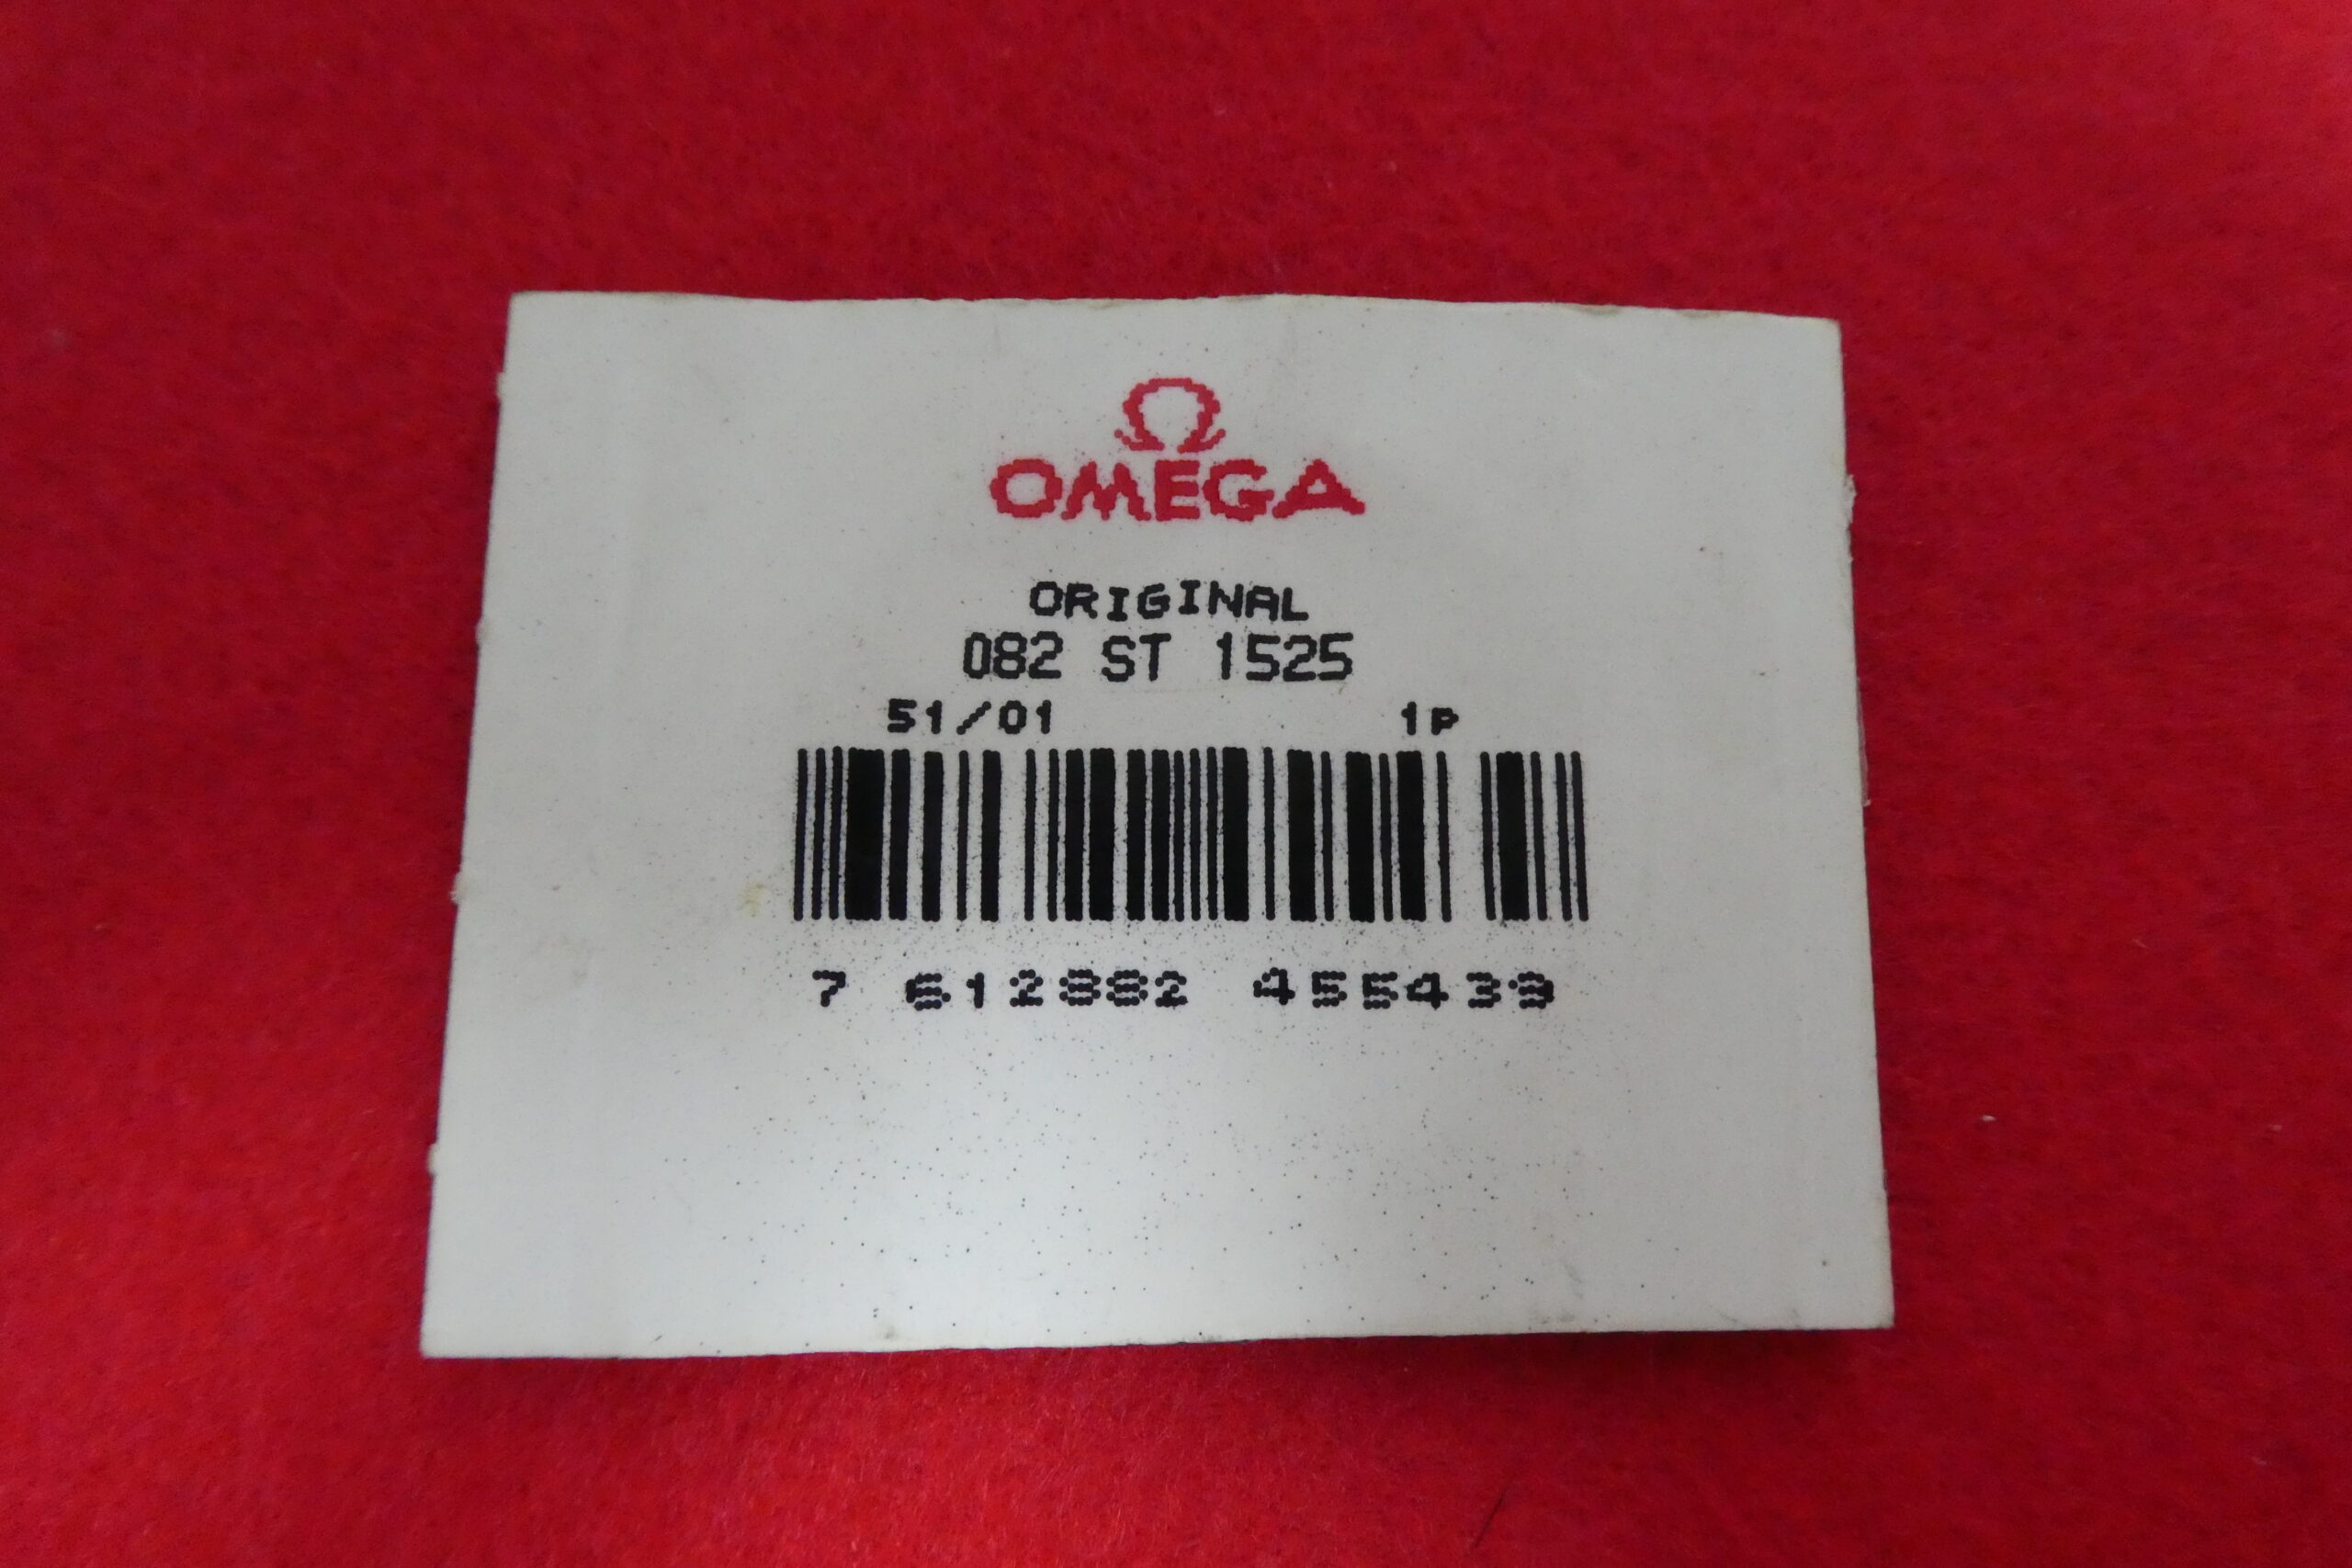 Ω
OMEGA
ORIGINAL
082 ST 1525
51/01 1P
7 612882 455439